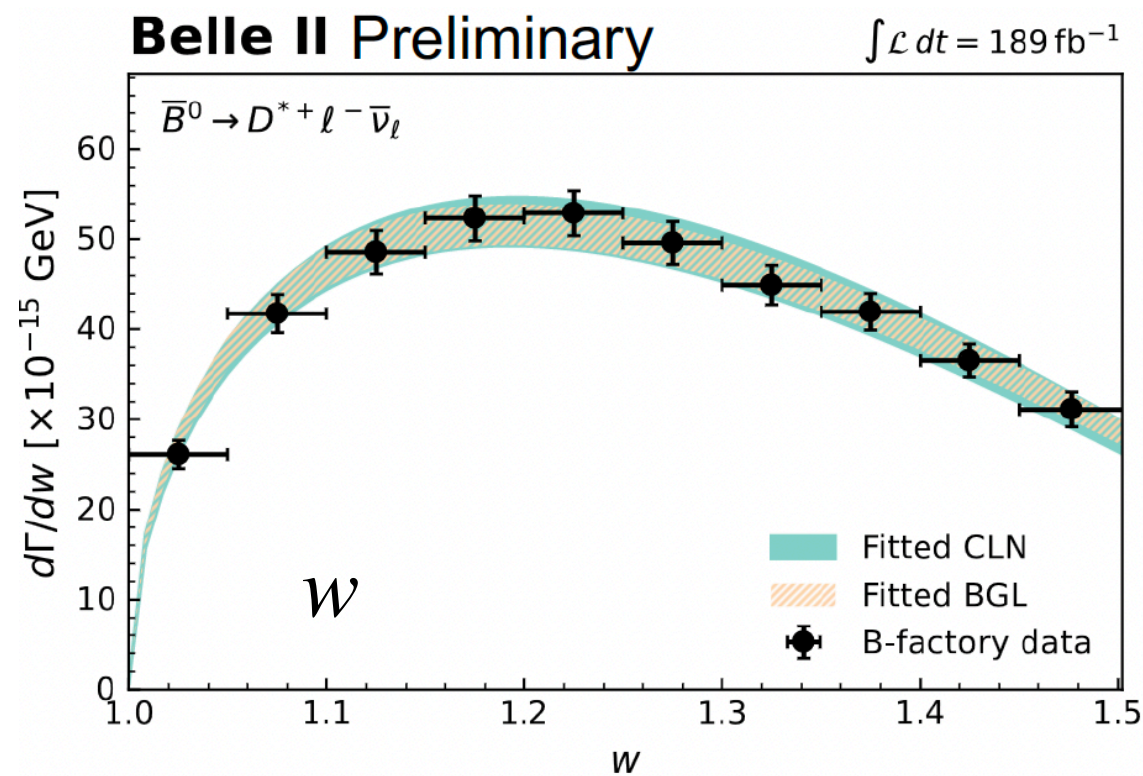 Belle II Preliminary
∫ℒ dt = 189 fb⁻¹
B̅⁰ → D*⁺ ℓ⁻ ν̅ℓ
60
50
40
30
20
10
0
dΓ/dw [×10⁻¹⁵ GeV]
w
Fitted CLN
Fitted BGL
B-factory data
1.0 1.1 1.2 1.3 1.4 1.5
w